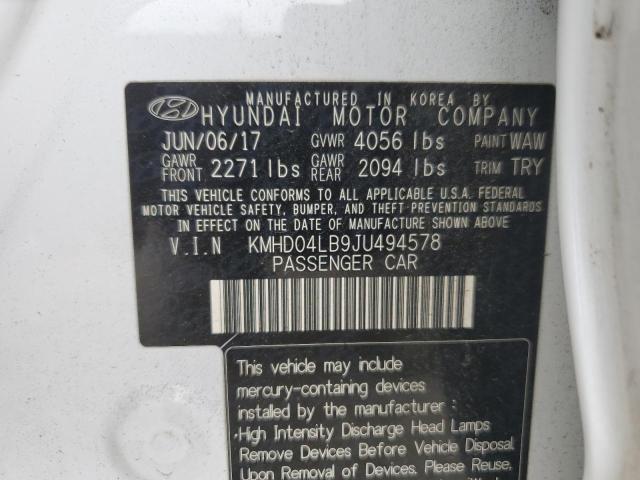 MANUFACTURED IN KOREA BY
HYUNDAI MOTOR COMPANY
JUN/06/17 GVWR 4056 lbs PAINT WAW
GAWR FRONT 2271 lbs GAWR REAR 2094 lbs TRIM TRY
THIS VEHICLE CONFORMS TO ALL APPLICABLE U.S.A. FEDERAL
MOTOR VEHICLE SAFETY, BUMPER, AND THEFT PREVENTION STANDARDS
IN EFFECT ON THE DATE OF MANUFACTURE SHOWN ABOVE.
V.I.N KMHD04LB9JU494578
PASSENGER CAR
This vehicle may include
mercury-containing devices
installed by the manufacturer :
·High Intensity Discharge Head Lamps
Remove Devices Before Vehicle Disposal.
Upon Removal of Devices. Please Reuse,